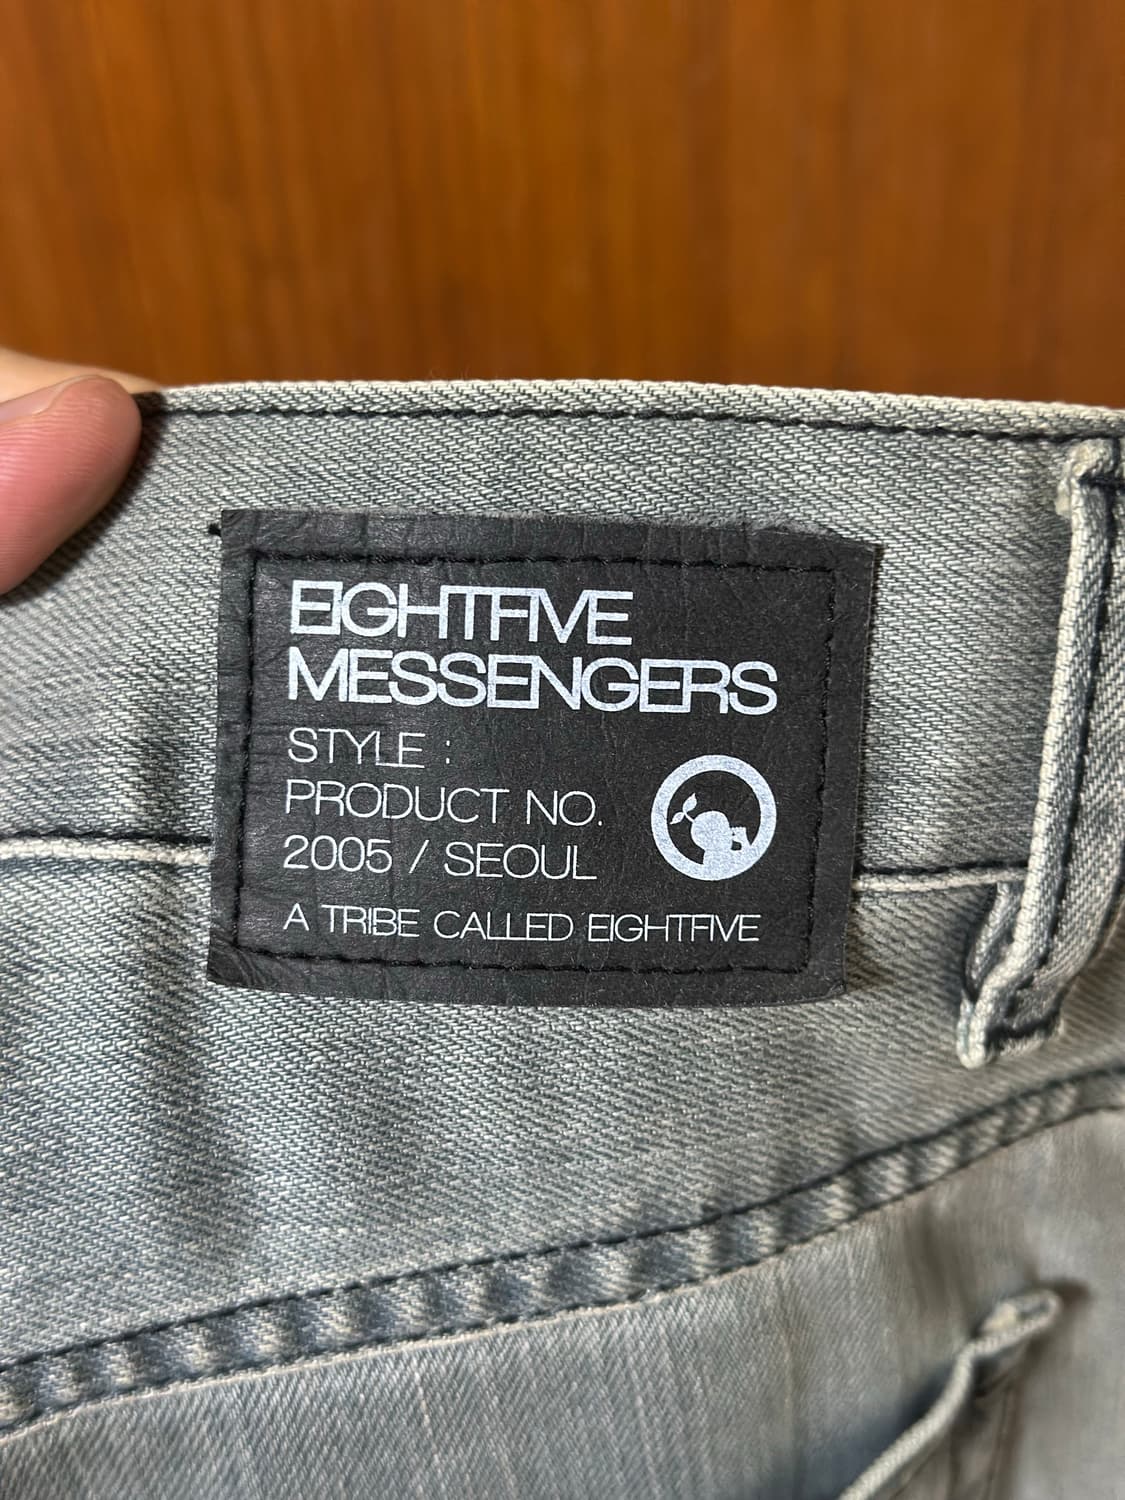 EIGHTFIVE
MESSENGERS
STYLE :
PRODUCT NO.
2005 / SEOUL
A TRIBE CALLED EIGHTFIVE